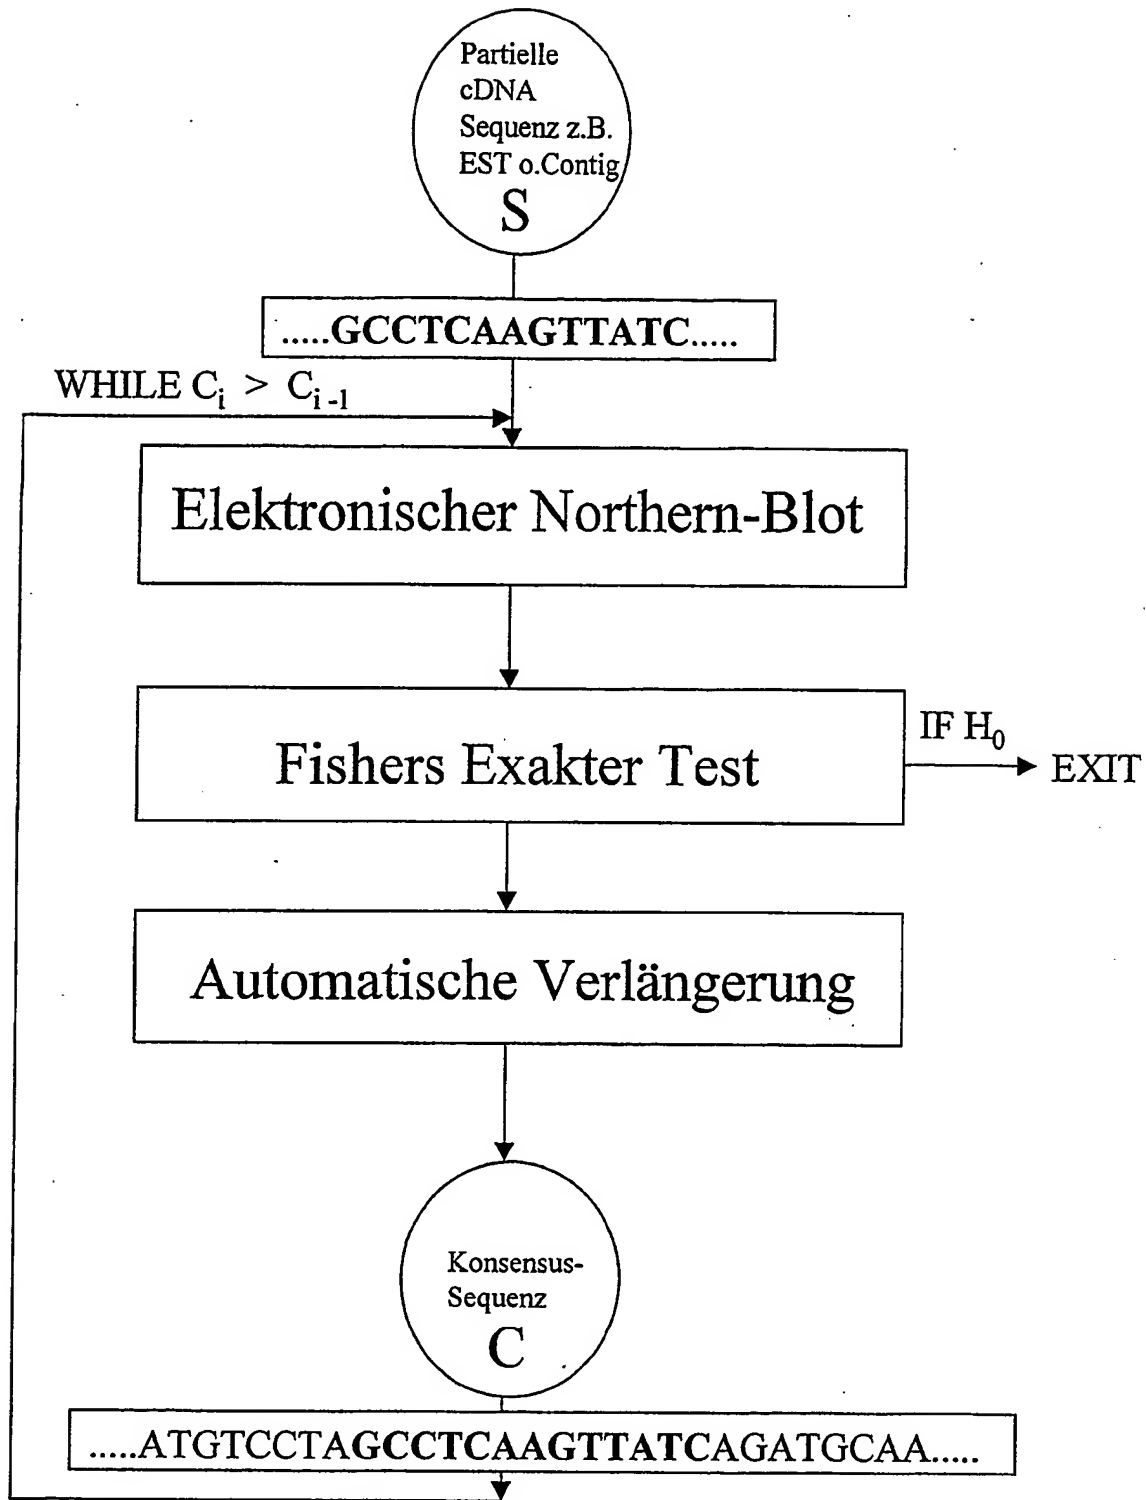 Partielle
cDNA
Sequenz z.B.
EST o.Contig
S
.....GCCTCAAGTTATC.....
WHILE Cᵢ > Cᵢ₋₁
Elektronischer Northern-Blot
Fishers Exakter Test
IF H₀
EXIT
Automatische Verlängerung
Konsensus-
Sequenz
C
.....ATGTCCTAGCCTCAAGTTATCAGATGCAA.....